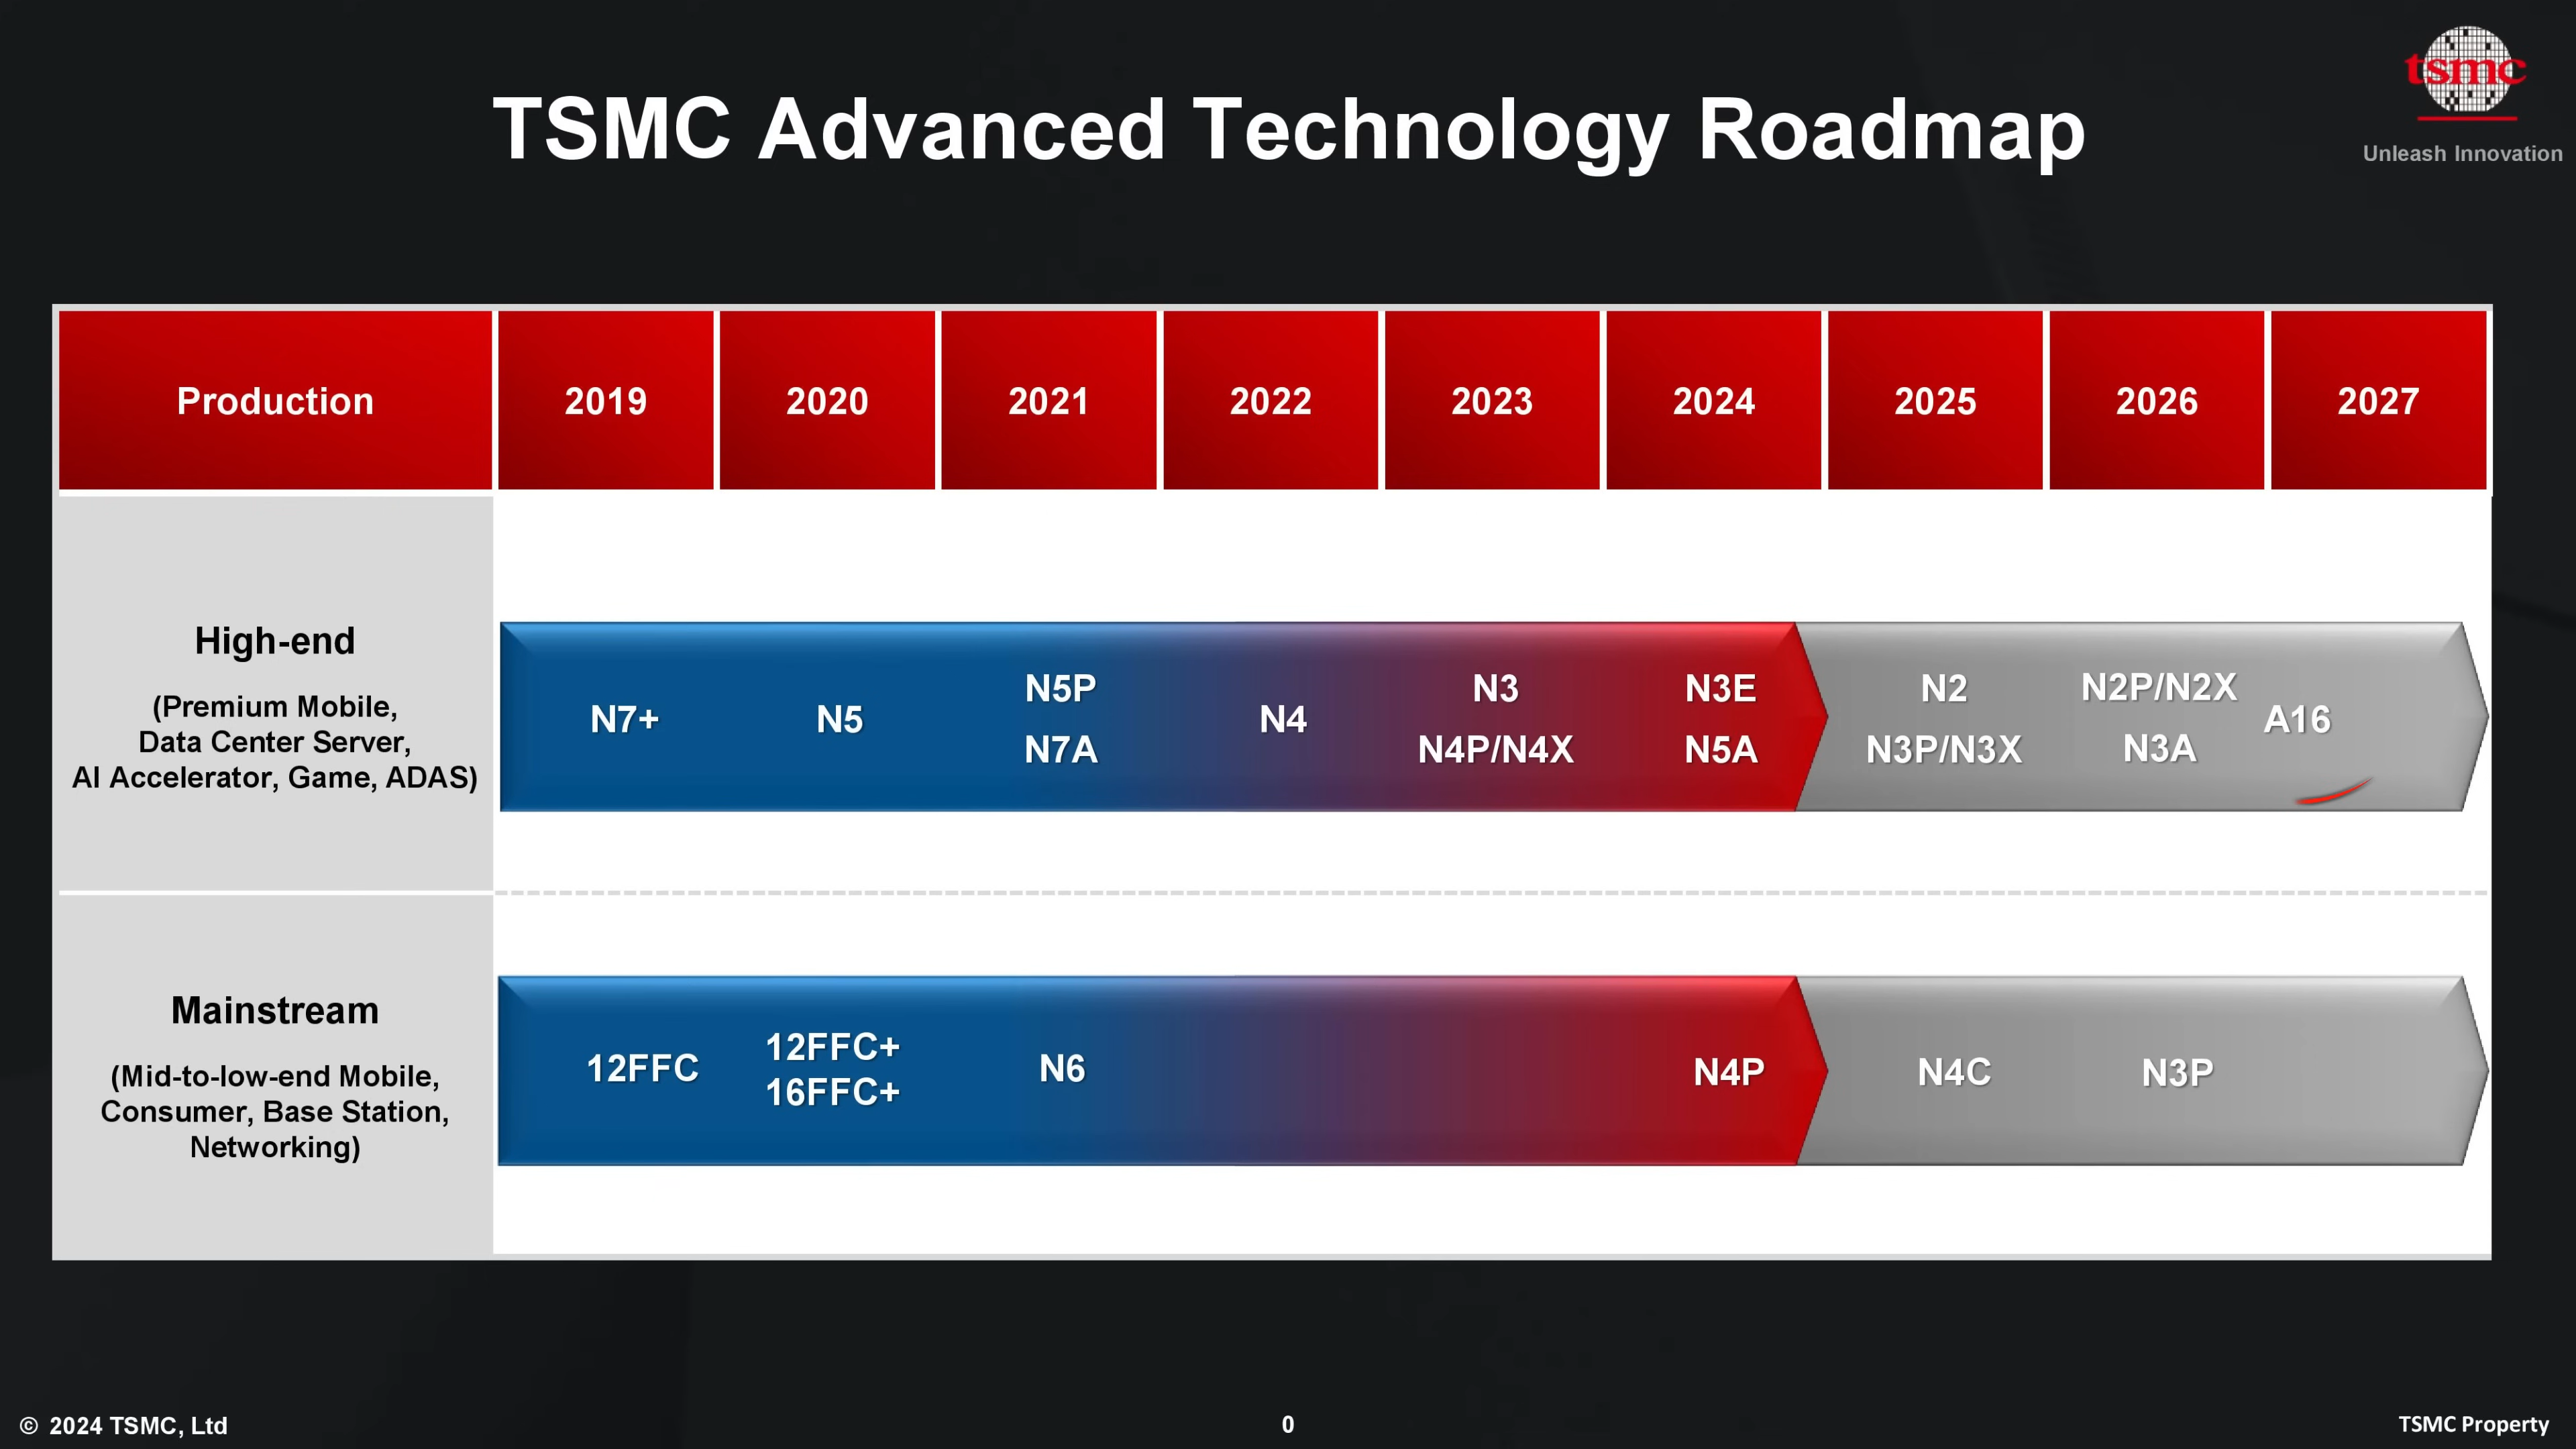 TSMC Advanced Technology Roadmap
tsmc
Unleash Innovation
Production
2019
2020
2021
2022
2023
2024
2025
2026
2027
High-end
(Premium Mobile,
Data Center Server,
AI Accelerator, Game, ADAS)
N7+
N5
N5P
N7A
N4
N3
N4P/N4X
N3E
N5A
N2
N3P/N3X
N2P/N2X
N3A
A16
Mainstream
(Mid-to-low-end Mobile,
Consumer, Base Station,
Networking)
12FFC
12FFC+
16FFC+
N6
N4P
N4C
N3P
© 2024 TSMC, Ltd
0
TSMC Property